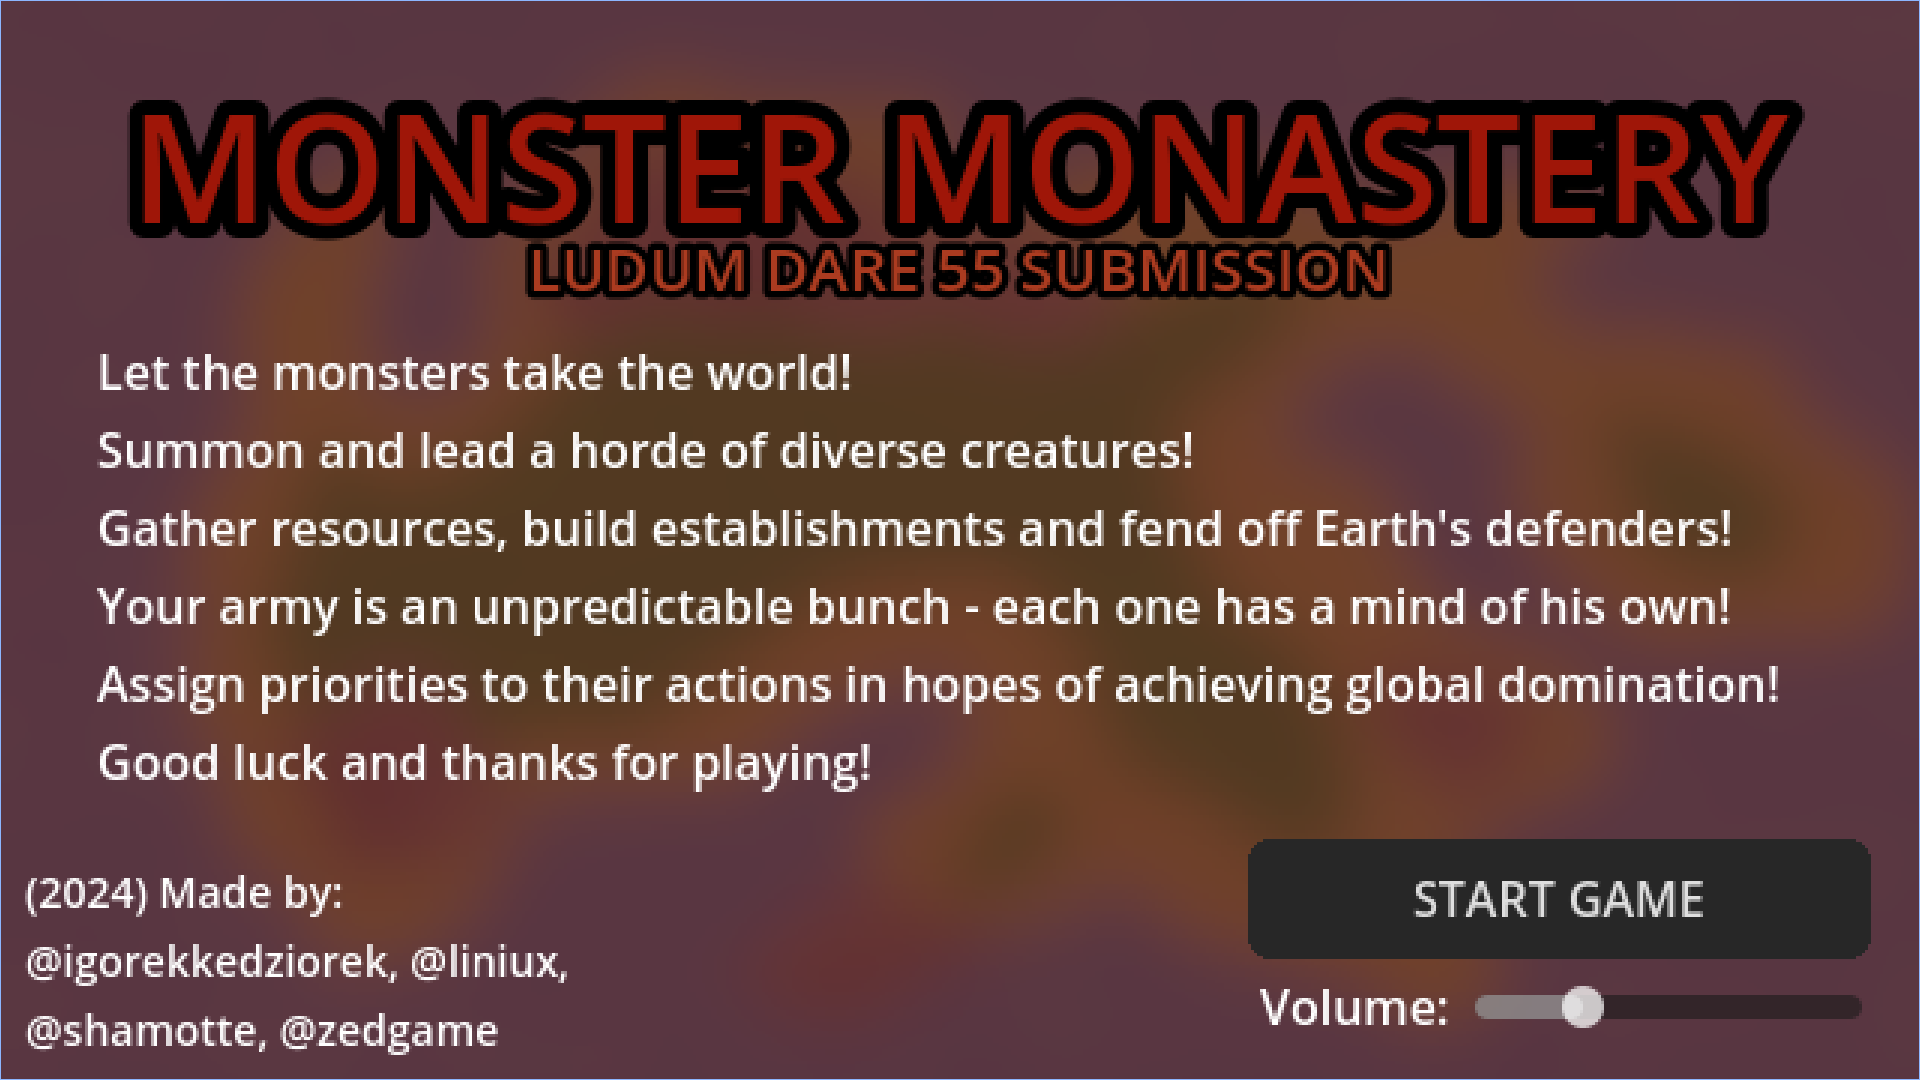 MONSTER MONASTERY
LUDUM DARE 55 SUBMISSION
Let the monsters take the world!
Summon and lead a horde of diverse creatures!
Gather resources, build establishments and fend off Earth's defenders!
Your army is an unpredictable bunch - each one has a mind of his own!
Assign priorities to their actions in hopes of achieving global domination!
Good luck and thanks for playing!
(2024) Made by:
@igorekkedziorek, @liniux,
@shamotte, @zedgame
START GAME
Volume: